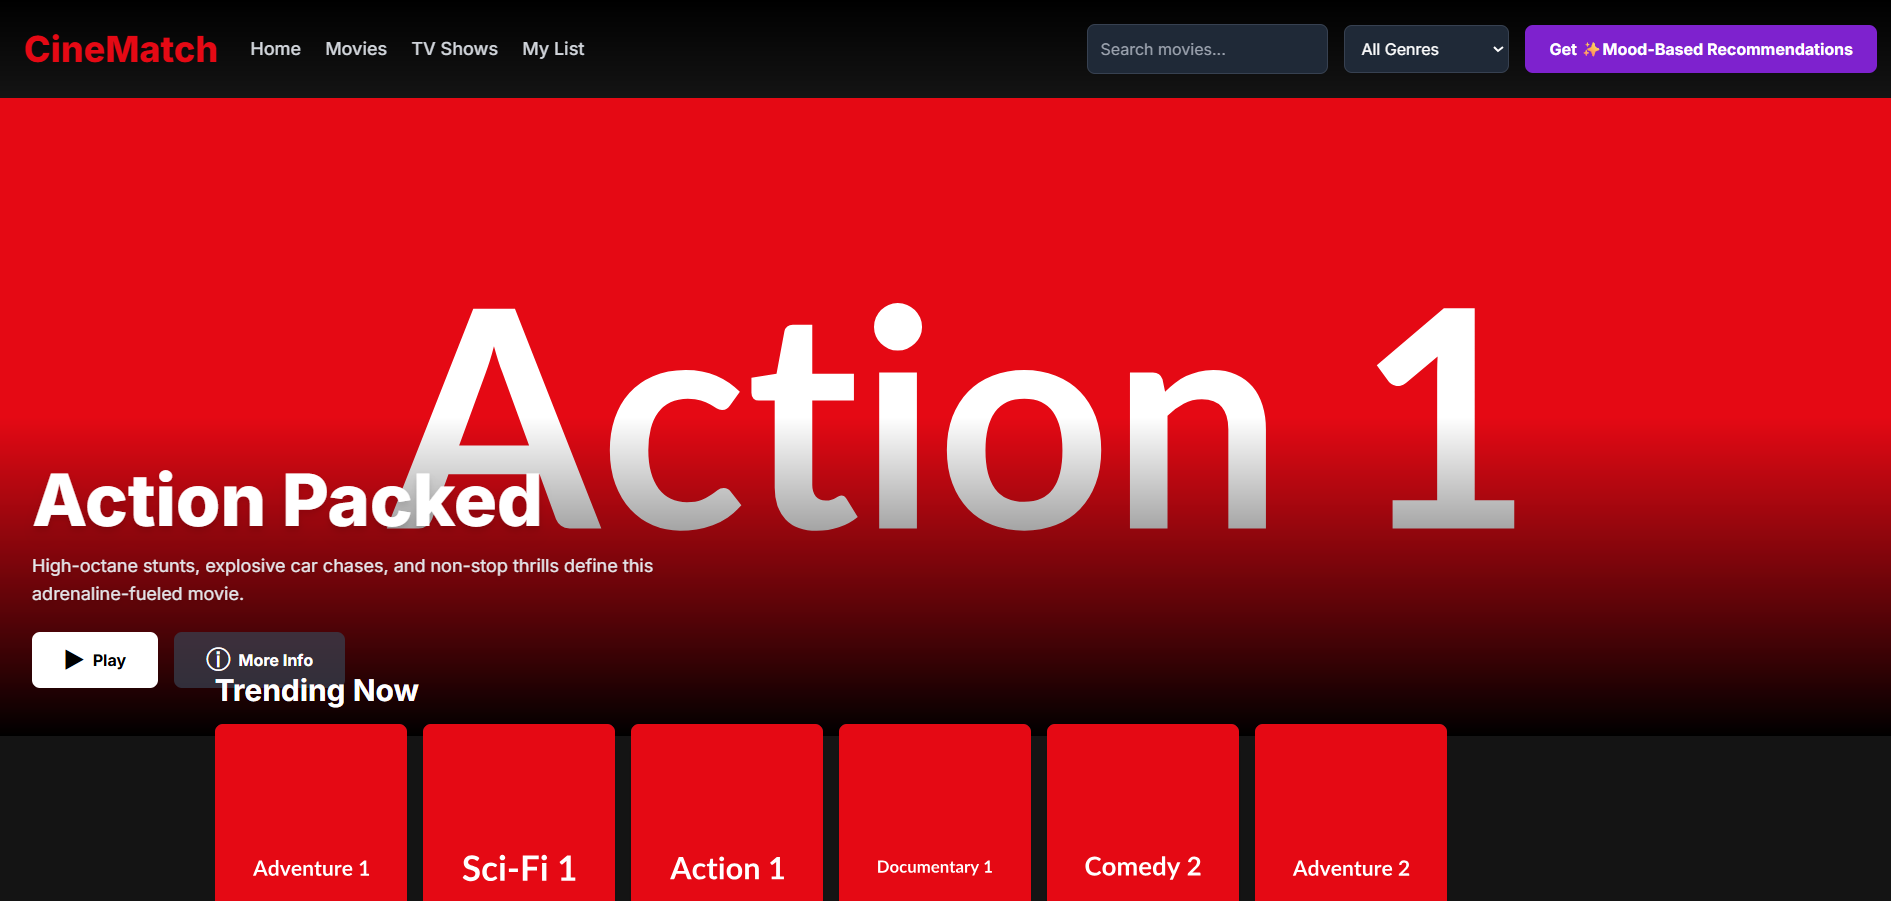 CineMatch
Home
Movies
TV Shows
My List
Search movies...
All Genres
Get ✨Mood-Based Recommendations
Action 1
Action Packed
High-octane stunts, explosive car chases, and non-stop thrills define this
adrenaline-fueled movie.
Play
More Info
Trending Now
Adventure 1
Sci-Fi 1
Action 1
Documentary 1
Comedy 2
Adventure 2